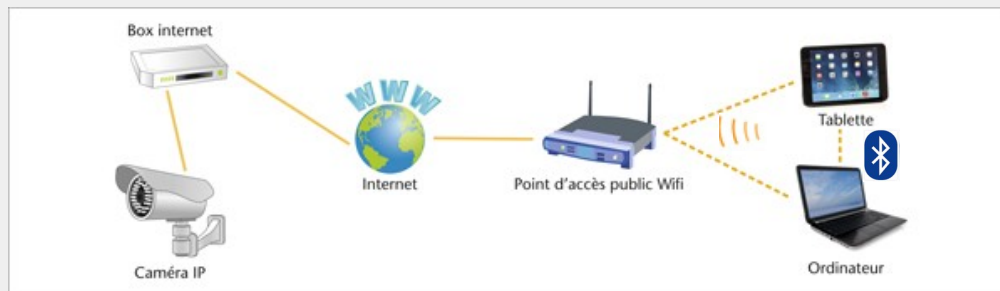 Box internet
Caméra IP
WWW
Internet
Point d'accès public Wifi
Tablette
Ordinateur